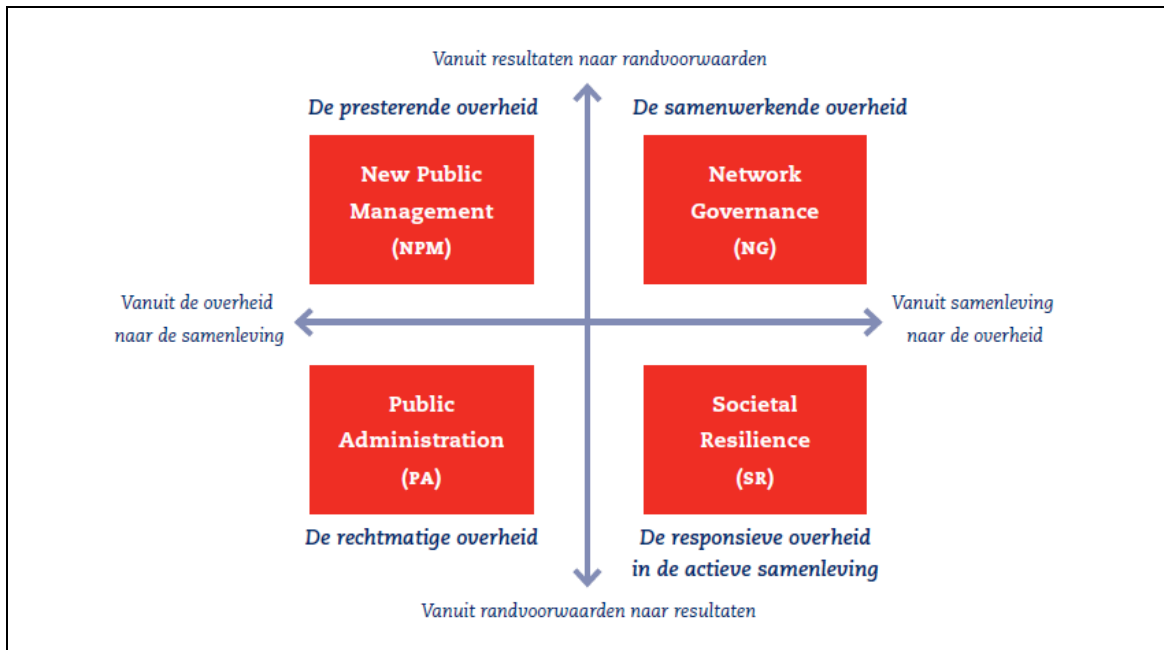 Vanuit resultaten naar randvoorwaarden
De presterende overheid
De samenwerkende overheid
New Public
Management
(NPM)
Network
Governance
(NG)
Vanuit de overheid
naar de samenleving
Vanuit samenleving
naar de overheid
Public
Administration
(PA)
Societal
Resilience
(SR)
De rechtmatige overheid
De responsieve overheid
in de actieve samenleving
Vanuit randvoorwaarden naar resultaten